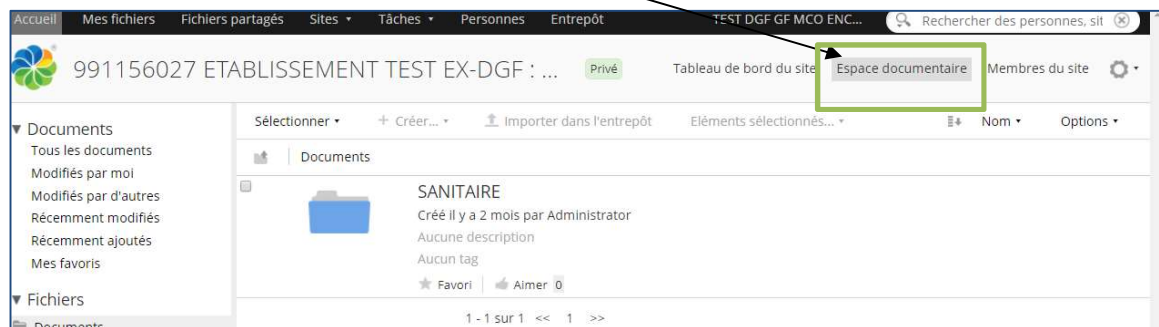 Accueil Mes fichiers Fichiers partagés Sites Tâches Personnes Entrepôt TEST DGF GF MCO ENC... Rechercher des personnes, sit
991156027 ETABLISSEMENT TEST EX-DGF : ... Privé Tableau de bord du site Espace documentaire Membres du site
Documents
Tous les documents
Modifiés par moi
Modifiés par d'autres
Récemment modifiés
Récemment ajoutés
Mes favoris
Fichiers
Documents
Sélectionner + Créer... Importer dans l'entrepôt Eléments sélectionnés... Nom Options
Documents
SANITAIRE
Créé il y a 2 mois par Administrator
Aucune description
Aucun tag
Favori Aimer 0
1 - 1 sur 1 << 1 >>